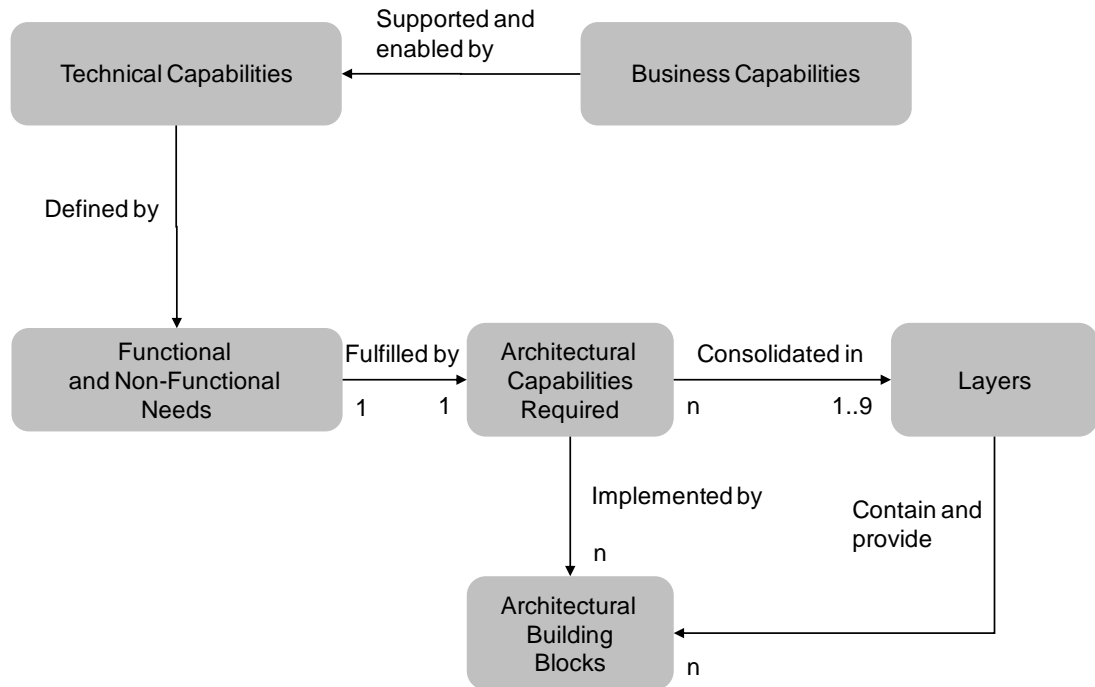 Supported and
enabled by
Technical Capabilities
Business Capabilities
Defined by
Functional
and Non-Functional
Needs
Fulfilled by
1
1
Architectural
Capabilities
Required
Consolidated in
n
1..9
Layers
Implemented by
n
Contain and
provide
Architectural
Building
Blocks
n